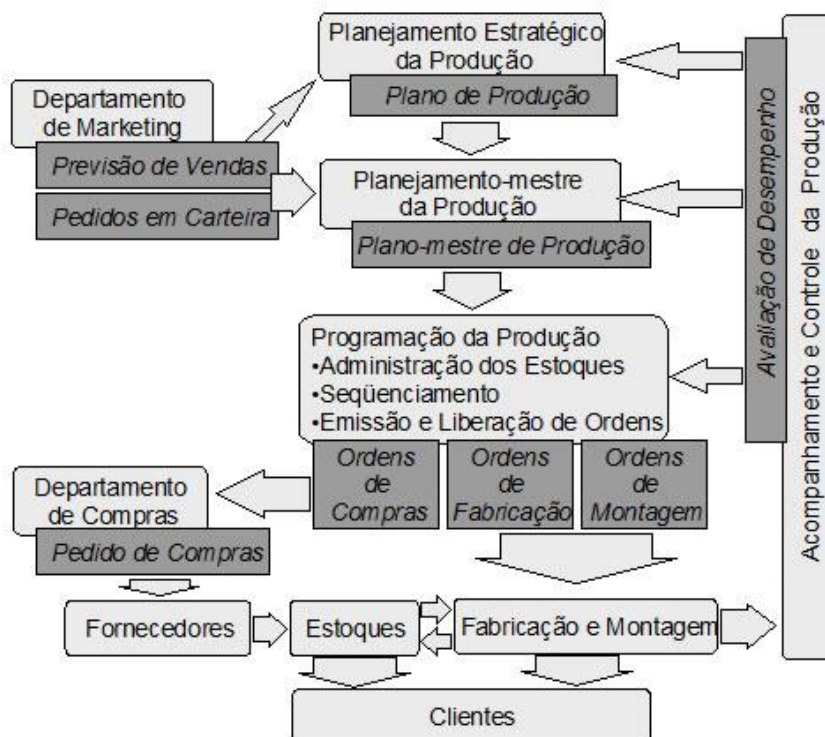 Planejamento Estratégico
da Produção
Plano de Produção
Departamento
de Marketing
Previsão de Vendas
Pedidos em Carteira
Planejamento-mestre
da Produção
Plano-mestre de Produção
Programação da Produção
•Administração dos Estoques
•Seqüenciamento
•Emissão e Liberação de Ordens
Ordens
de
Compras
Ordens
de
Fabricação
Ordens
de
Montagem
Departamento
de Compras
Pedido de Compras
Fornecedores
Estoques
Fabricação e Montagem
Clientes
Avaliação de Desempenho
Acompanhamento e Controle da Produção